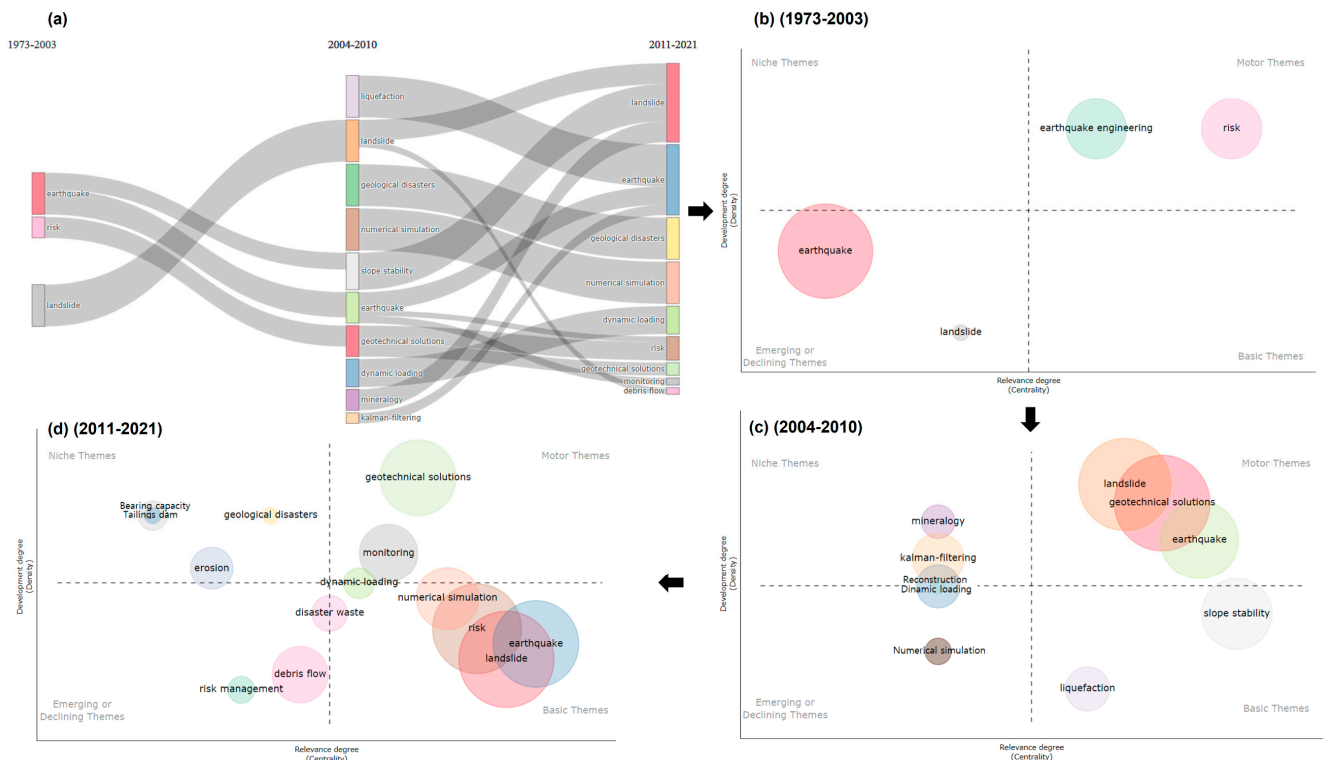 (a)
1973-2003
2004-2010
2011-2021
earthquake
risk
landslide
liquefaction
landslide
geological disasters
numerical simulation
slope stability
earthquake
geotechnical solutions
dynamic loading
mineralogy
kalman-filtering
landslide
earthquake
geological disasters
numerical simulation
dynamic loading
risk
geotechnical solutions
monitoring
debris-flow
(b) (1973-2003)
Niche Themes
Motor Themes
earthquake engineering
risk
earthquake
landslide
Emerging or
Declining Themes
Basic Themes
Development degree
(Density)
Relevance degree
(Centrality)
(c) (2004-2010)
Niche Themes
Motor Themes
landslide
geotechnical solutions
earthquake
mineralogy
kalman-filtering
Reconstruction
Dinamic loading
slope stability
Numerical simulation
liquefaction
Emerging or
Declining Themes
Basic Themes
Development degree
(Density)
Relevance degree
(Centrality)
(d) (2011-2021)
Niche Themes
Motor Themes
geotechnical solutions
Bearing capacity
Tailings dam
geological disasters
monitoring
erosion
dynamic loading
numerical simulation
disaster waste
risk
earthquake
landslide
debris flow
risk management
Emerging or
Declining Themes
Basic Themes
Development degree
(Density)
Relevance degree
(Centrality)